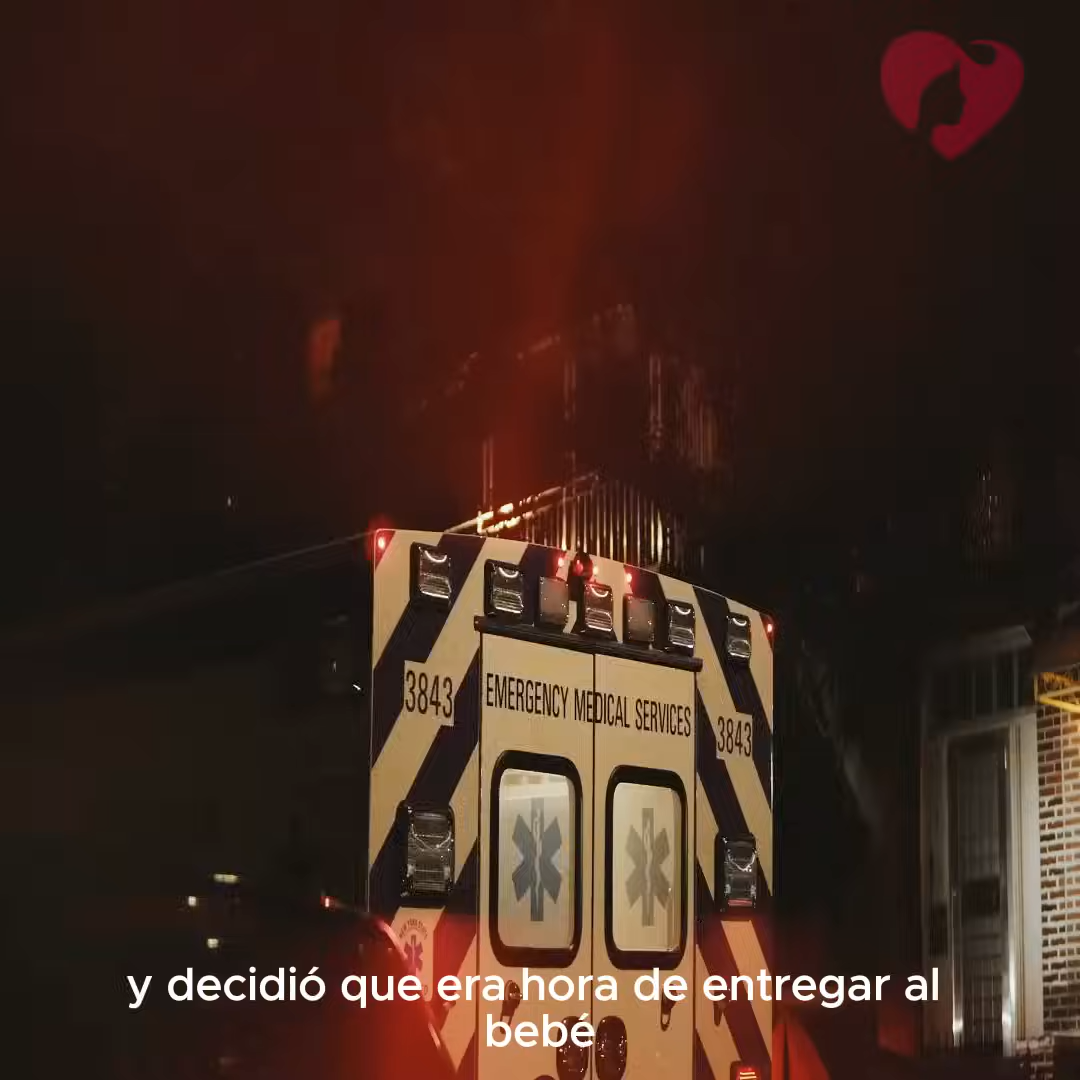 3843
EMERGENCY MEDICAL SERVICES
3843
y decidió que era hora de entregar al
bebé